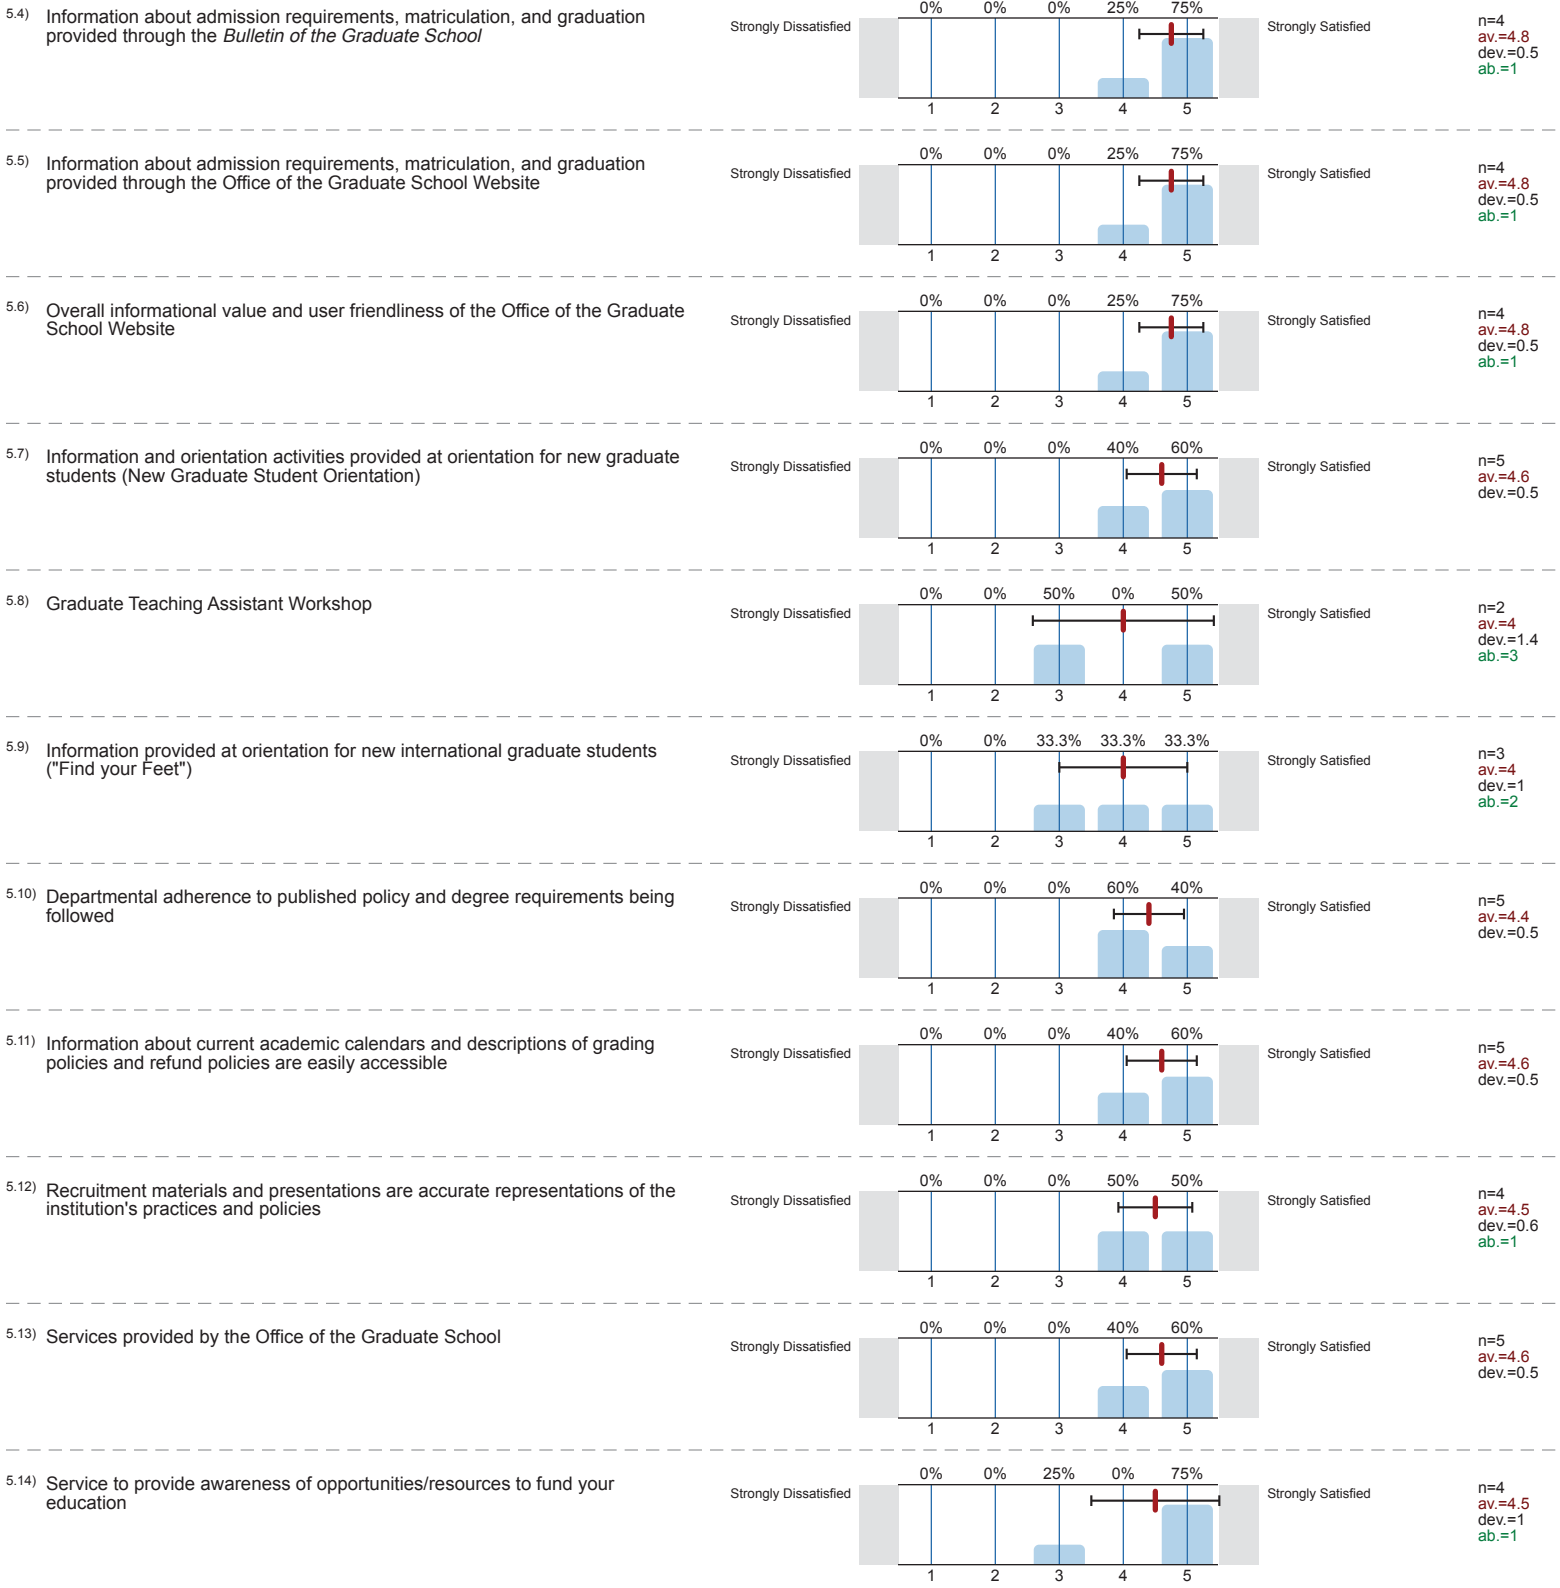 5.4) Information about admission requirements, matriculation, and graduation
provided through the Bulletin of the Graduate School
Strongly Dissatisfied
0% 0% 0% 25% 75%
1 2 3 4 5
Strongly Satisfied
n=4
av.=4.8
dev.=0.5
ab.=1
5.5) Information about admission requirements, matriculation, and graduation
provided through the Office of the Graduate School Website
Strongly Dissatisfied
0% 0% 0% 25% 75%
1 2 3 4 5
Strongly Satisfied
n=4
av.=4.8
dev.=0.5
ab.=1
5.6) Overall informational value and user friendliness of the Office of the Graduate
School Website
Strongly Dissatisfied
0% 0% 0% 25% 75%
1 2 3 4 5
Strongly Satisfied
n=4
av.=4.8
dev.=0.5
ab.=1
5.7) Information and orientation activities provided at orientation for new graduate
students (New Graduate Student Orientation)
Strongly Dissatisfied
0% 0% 0% 40% 60%
1 2 3 4 5
Strongly Satisfied
n=5
av.=4.6
dev.=0.5
5.8) Graduate Teaching Assistant Workshop
Strongly Dissatisfied
0% 0% 50% 0% 50%
1 2 3 4 5
Strongly Satisfied
n=2
av.=4
dev.=1.4
ab.=3
5.9) Information provided at orientation for new international graduate students
("Find your Feet")
Strongly Dissatisfied
0% 0% 33.3% 33.3% 33.3%
1 2 3 4 5
Strongly Satisfied
n=3
av.=4
dev.=1
ab.=2
5.10) Departmental adherence to published policy and degree requirements being
followed
Strongly Dissatisfied
0% 0% 0% 60% 40%
1 2 3 4 5
Strongly Satisfied
n=5
av.=4.4
dev.=0.5
5.11) Information about current academic calendars and descriptions of grading
policies and refund policies are easily accessible
Strongly Dissatisfied
0% 0% 0% 40% 60%
1 2 3 4 5
Strongly Satisfied
n=5
av.=4.6
dev.=0.5
5.12) Recruitment materials and presentations are accurate representations of the
institution's practices and policies
Strongly Dissatisfied
0% 0% 0% 50% 50%
1 2 3 4 5
Strongly Satisfied
n=4
av.=4.5
dev.=0.6
ab.=1
5.13) Services provided by the Office of the Graduate School
Strongly Dissatisfied
0% 0% 0% 40% 60%
1 2 3 4 5
Strongly Satisfied
n=5
av.=4.6
dev.=0.5
5.14) Service to provide awareness of opportunities/resources to fund your
education
Strongly Dissatisfied
0% 0% 25% 0% 75%
1 2 3 4 5
Strongly Satisfied
n=4
av.=4.5
dev.=1
ab.=1